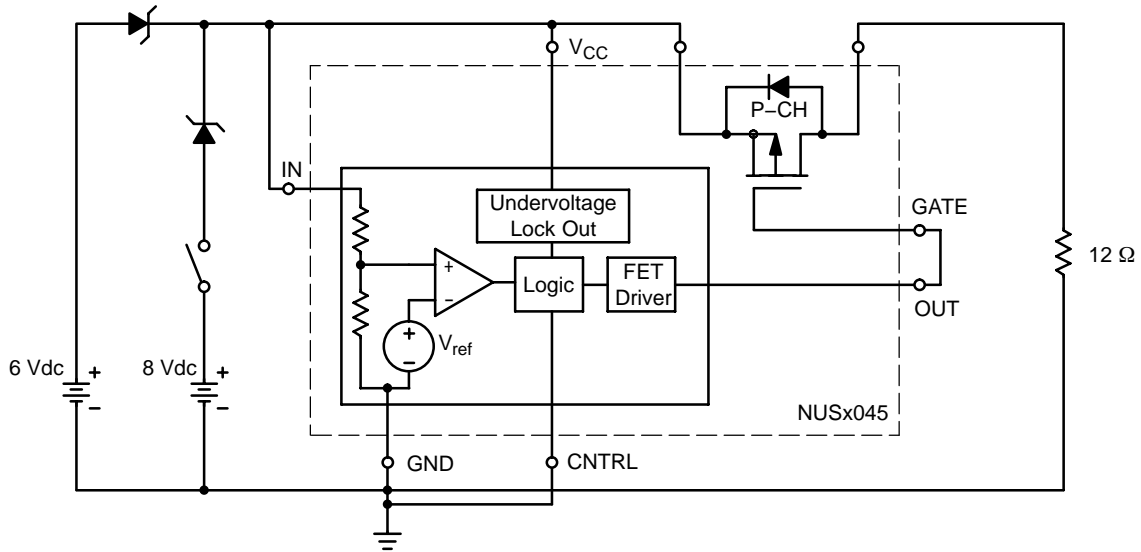 V_CC
P−CH
IN
Undervoltage
Lock Out
GATE
+
−
Logic
FET
Driver
12 Ω
OUT
+
−
V_ref
6 Vdc
+
−
8 Vdc
+
−
NUSx045
GND
CNTRL